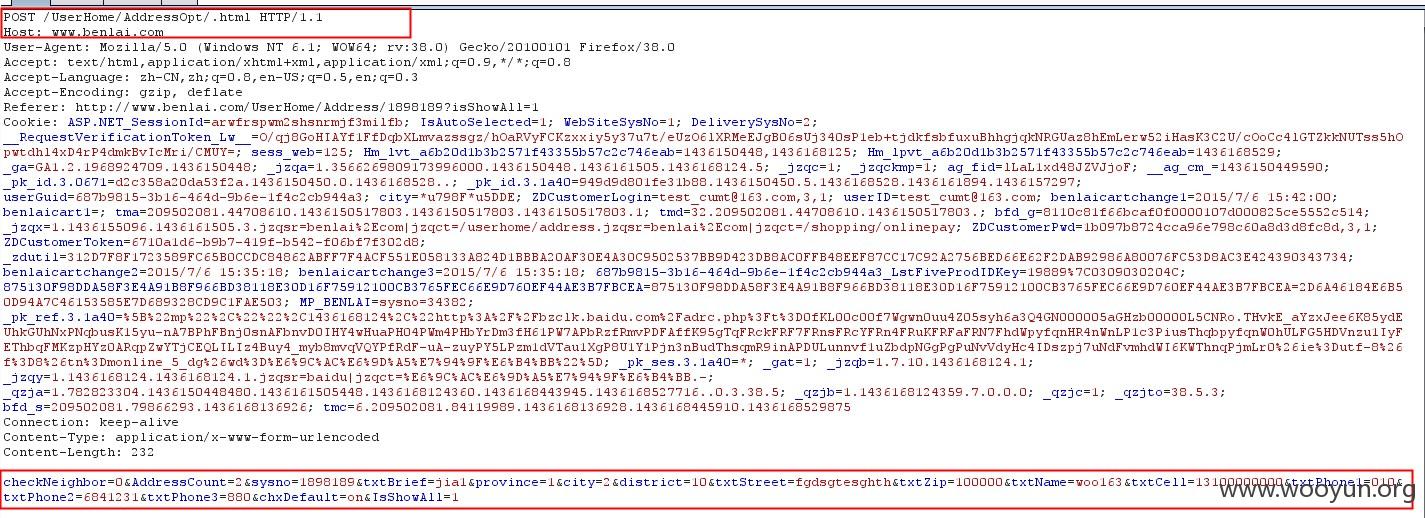 POST /UserHome/AddressOpt/.html HTTP/1.1
Host: www.benlai.com
User-Agent: Mozilla/5.0 (Windows NT 6.1; WOW64; rv:38.0) Gecko/20100101 Firefox/38.0
Accept: text/html,application/xhtml+xml,application/xml;q=0.9,*/*;q=0.8
Accept-Language: zh-CN,zh;q=0.8,en-US;q=0.5,en;q=0.3
Accept-Encoding: gzip, deflate
Referer: http://www.benlai.com/UserHome/Address/1898189?isShowAll=1
Cookie: ASP.NET_SessionId=arwfrspwm2shsnrmjf3milfb; IsAutoSelected=1; WebSiteSysNo=1; DeliverySysNo=2;
__RequestVerificationToken_Lw__=O/qj8GoHIAYf1FfDqbXLmvazssgz/hOaRVyFCKzxxiy5y37u7t/eUzO6lXRMeEJgBO6sUj34OsP1eb+tjdkfsbfuxuBhhgjqkNRGUaz8hEmLerw52iHasK3C2U/cOoCc4lGTZkkNUTss5hO
pwtdhl4xD4rP4dmkBvIcMri/CMUY=; sess_web=125; Hm_lvt_a6b20d1b3b2571f43355b57c2c746eab=1436150448,1436168125; Hm_lpvt_a6b20d1b3b2571f43355b57c2c746eab=1436168529;
_ga=GA1.2.1968924709.1436150448; _jzqa=1.3566269809173996000.1436150448.1436161505.1436168124.5; _jzqc=1; _jzqckmp=1; ag_fid=lLaL1xd48JZVJjoF; __ag_cm_=1436150449590;
_pk_id.3.0671=d2c358a20da53f2a.1436150450.0.1436168528..; _pk_id.3.1a40=949d9d801fe31b88.1436150450.5.1436168528.1436161894.1436157297;
userGuid=687b9815-3b16-464d-9b6e-1f4c2cb944a3; city=*u798F*u5DDE; ZDCustomerLogin=test_cumt@163.com,3,1; userID=test_cumt@163.com; benlaicartchange1=2015/7/6 15:42:00;
benlaicart1=; tma=209502081.44708610.1436150517803.1436150517803.1436150517803.1; tmd=32.209502081.44708610.1436150517803.; bfd_g=8110c81f66bcaf0f0000107d000825ce5552c514;
_jzqx=1.1436155096.1436161505.3.jzqsr=benlai%2Ecom|jzqct=/userhome/address.jzqsr=benlai%2Ecom|jzqct=/shopping/onlinepay; ZDCustomerPwd=1b097b8724cca96e798c60a8d3d8fc8d,3,1;
ZDCustomerToken=6710a1d6-b9b7-419f-b542-f06bf7f302d8;
_zdutil=312D7F8F1723589FC65B0CCDC84862ABFF7F4ACF551E058133A824D1BBBA20AF30E4A30C9502537BB9D423DB8AC0FFB48EEF87CC17C92A2756BED66E62F2DAB92986A80076FC53D8AC3E424390343734;
benlaicartchange2=2015/7/6 15:35:18; benlaicartchange3=2015/7/6 15:35:18; 687b9815-3b16-464d-9b6e-1f4c2cb944a3_LstFiveProdIDKey=19889%7C0309030204C;
875130F98DDA58F3E4A91B8F966BD38118E30D16F75912100CB3765FEC66E9D760EF44AE3B7FBCEA=875130F98DDA58F3E4A91B8F966BD38118E30D16F75912100CB3765FEC66E9D760EF44AE3B7FBCEA=2D6A46184E6B5
0D94A7C46153585E7D689328CD9C1FAE503; MP_BENLAI=sysno=34382;
_pk_ref.3.1a40=%5B%22mp%22%2C%22%22%2C1436168124%2C%22http%3A%2F%2Fbzclk.baidu.com%2Fadrc.php%3Ft%3D0fKL00c00f7Wgwn0uu4Z05syh6a3Q4GN000005aGHzb00000L5CNRo.THvkE_aYzxJee6K85ydE
UhkGUhNxPNqbusK15yu-nA7BPhFBnj0snAFbnvD0IHY4wHuaPH04PWm4PHbYrDm3fH61PW7APbRzfRmvPDFAffK95gTqFRckFRF7FRnsFRcYFRn4FRuKFRFaFRN7FhdWpyfqnHR4nWnLP1c3PiusThqbpyfqnW0hULFG5HDVnzu1IyF
EThbqFMKzpHYz0ARqpZwYTjCEQLILIz4Buy4_myb8mvqVQYPfRdF-uA-zuyPY5LPzm1dVTau1XgP8U1Y1Pjn3nBudThsqmR9inAPDULunnvf1uZbdpNGgPgPuNvVdyHc4IDszpj7uNdFvmhdWI6KWThnqPjmLr0%26ie%3Dutf-8%26
f%3D8%26tn%3Dmonline_5_dg%26wd%3D%E6%9C%AC%E6%9D%A5%E7%94%9F%E6%B4%BB%22%5D; _pk_ses.3.1a40=*; _gat=1; _jzqb=1.7.10.1436168124.1;
_jzqy=1.1436168124.1436168124.1.jzqsr=baidu|jzqct=%E6%9C%AC%E6%9D%A5%E7%94%9F%E6%B4%BB.-;
_qzja=1.782823304.1436150448480.1436161505448.1436168124360.1436168443945.1436168527716..0.3.38.5; _qzjb=1.1436168124359.7.0.0.0; _qzjc=1; _qzjto=38.5.3;
bfd_s=209502081.79866293.1436168136926; tmc=6.209502081.84119989.1436168136928.1436168445910.1436168529875
Connection: keep-alive
Content-Type: application/x-www-form-urlencoded
Content-Length: 232
checkNeighbor=0&AddressCount=2&sysno=1898189&txtBrief=jia1&province=1&city=2&district=10&txtStreet=fgdsgtesghth&txtZip=100000&txtName=woo163&txtCell=13100000000&txtPhone1=010&
txtPhone2=6841231&txtPhone3=880&chxDefault=on&IsShowAll=1
www.wooyun.org